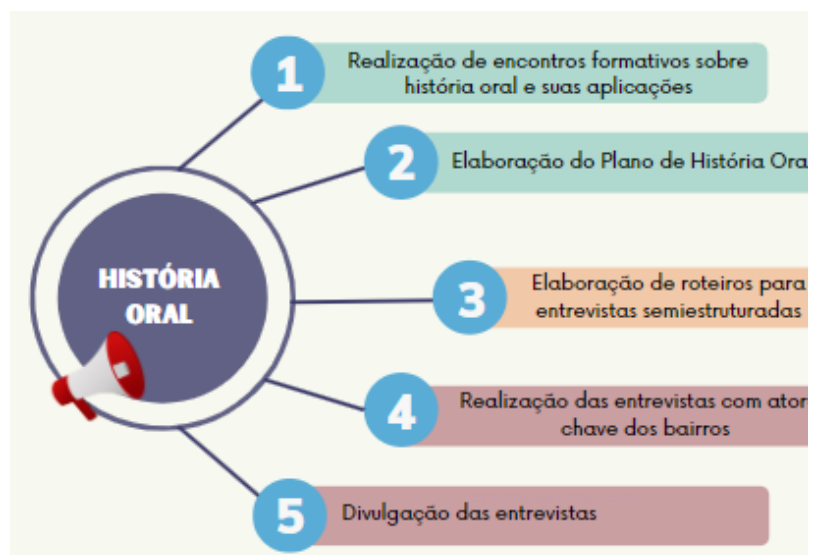 1
Realização de encontros formativos sobre
história oral e suas aplicações
2
Elaboração do Plano de História Ora
HISTÓRIA
ORAL
3
Elaboração de roteiros para
entrevistas semiestruturadas
4
Realização das entrevistas com ator
chave dos bairros
5
Divulgação das entrevistas